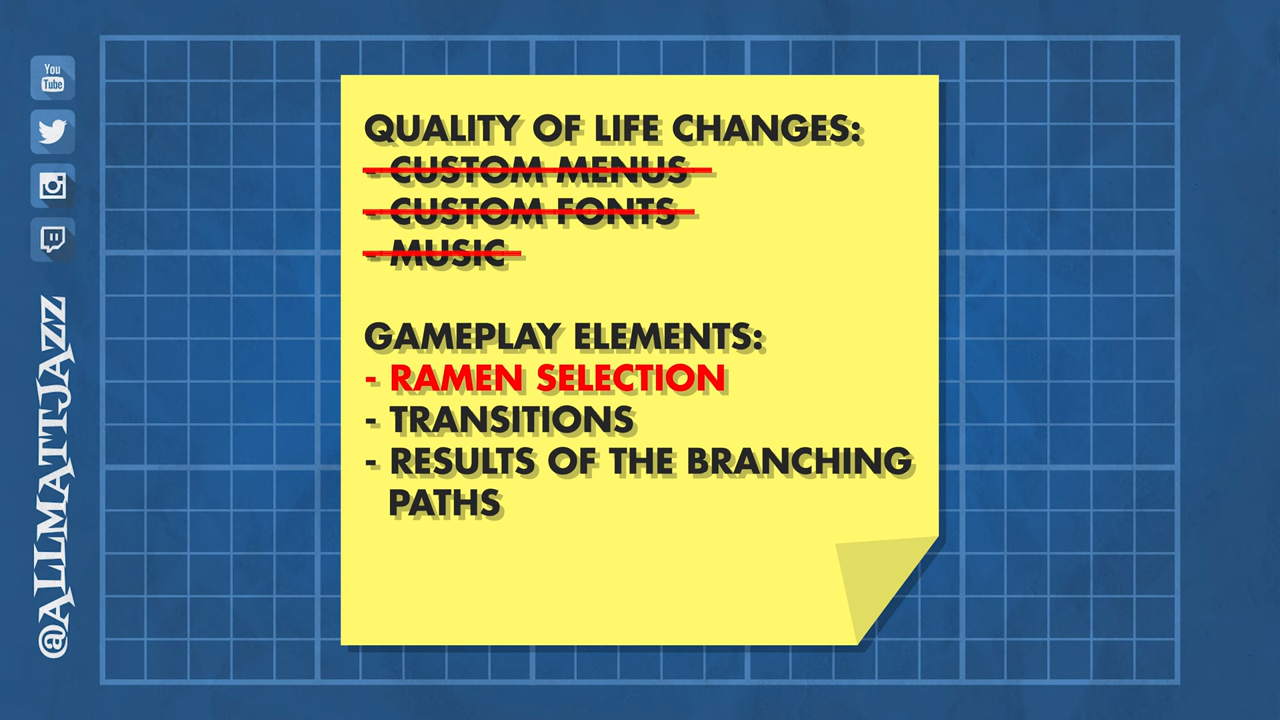 You
Tube
@ALLMATTJAZZ
QUALITY OF LIFE CHANGES:
- CUSTOM MENUS
- CUSTOM FONTS
- MUSIC
GAMEPLAY ELEMENTS:
- RAMEN SELECTION
- TRANSITIONS
- RESULTS OF THE BRANCHING
PATHS